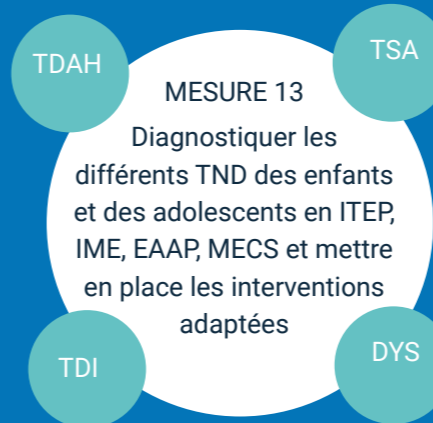 TDAH
TSA
MESURE 13
Diagnostiquer les
différents TND des enfants
et des adolescents en ITEP,
IME, EAAP, MECS et mettre
en place les interventions
adaptées
TDI
DYS